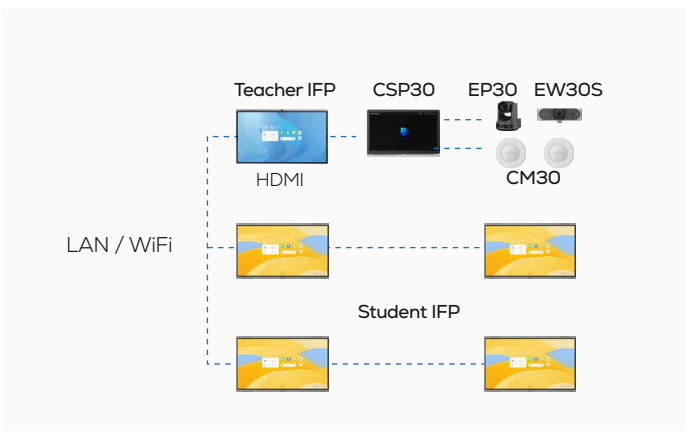 Teacher IFP CSP30 EP30 EW30S
HDMI
CM30
LAN / WiFi
Student IFP